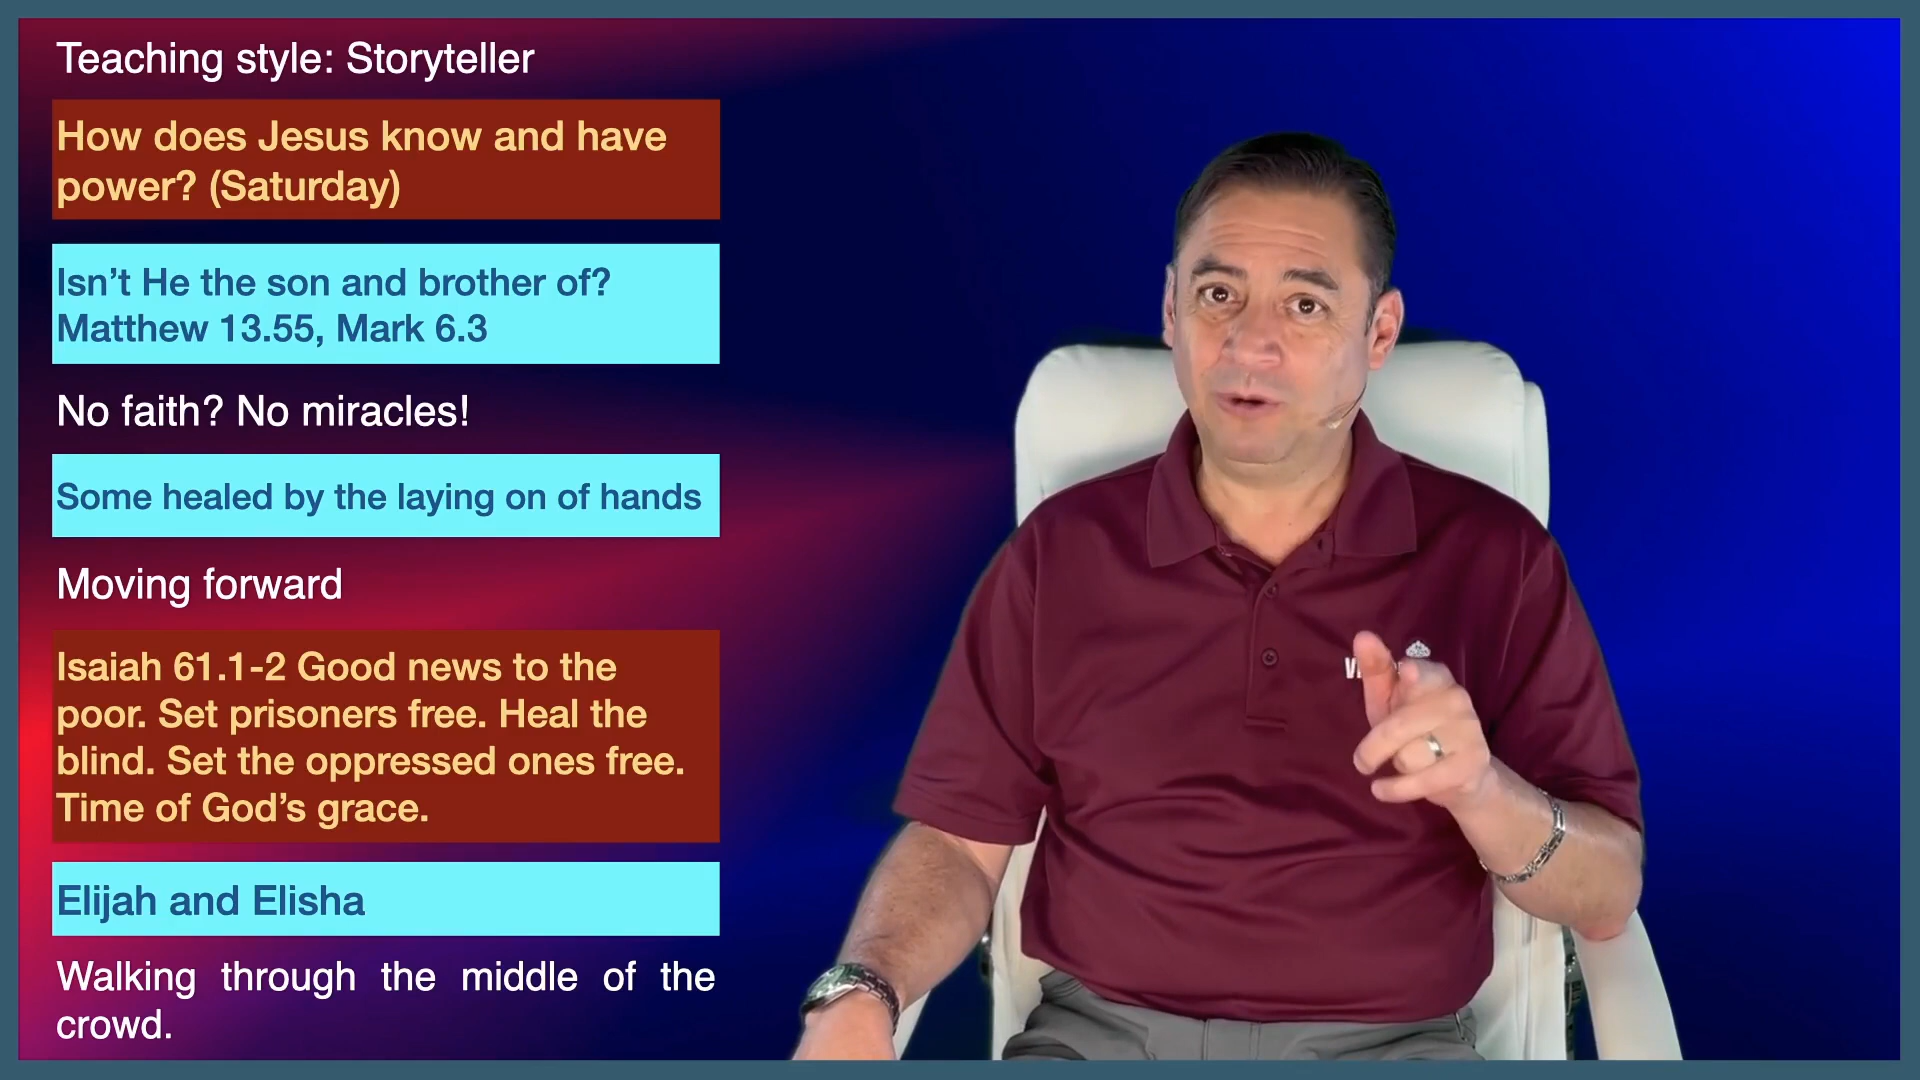 Teaching style: Storyteller
How does Jesus know and have
power? (Saturday)
Isn’t He the son and brother of?
Matthew 13.55, Mark 6.3
No faith? No miracles!
Some healed by the laying on of hands
Moving forward
Isaiah 61.1-2 Good news to the
poor. Set prisoners free. Heal the
blind. Set the oppressed ones free.
Time of God’s grace.
Elijah and Elisha
Walking through the middle of the
crowd.